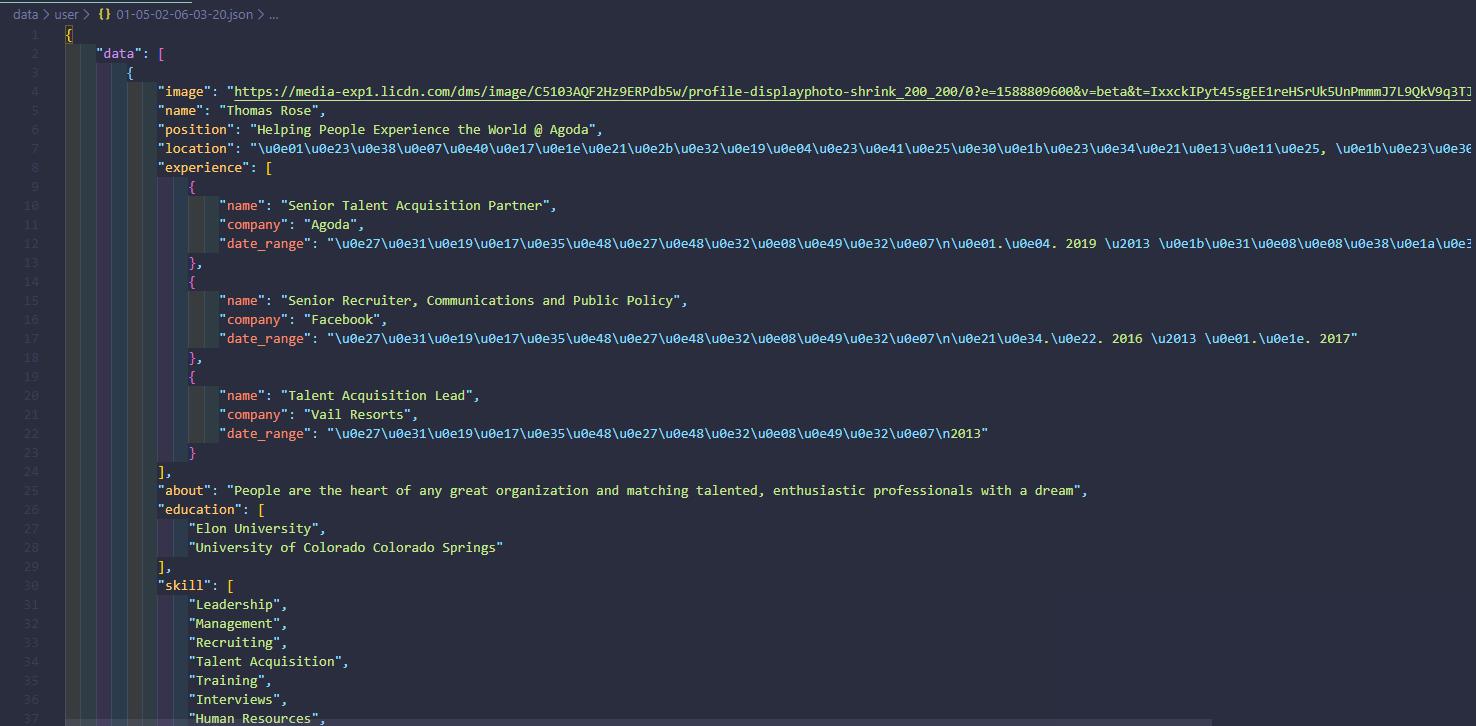 data > user > {} 01-05-02-06-03-20.json > ...
1 {
2 "data": [
3 {
4 "image": "https://media-exp1.licdn.com/dms/image/C5103AQF2Hz9ERPdb5w/profile-displayphoto-shrink_200_200/0?e=1588809600&v=beta&t=IxxckIPyt45sgEE1reHSrUk5UnPmmmJ7L9QkV9q3TJ
5 "name": "Thomas Rose",
6 "position": "Helping People Experience the World @ Agoda",
7 "location": "\u0e01\u0e23\u0e38\u0e07\u0e40\u0e17\u0e1e\u0e21\u0e2b\u0e32\u0e19\u0e04\u0e23\u0e41\u0e25\u0e30\u0e1b\u0e23\u0e34\u0e21\u0e13\u0e11\u0e25, \u0e1b\u0e23\u0e30
8 "experience": [
9 {
10 "name": "Senior Talent Acquisition Partner",
11 "company": "Agoda",
12 "date_range": "\u0e27\u0e31\u0e19\u0e17\u0e35\u0e48\u0e27\u0e48\u0e32\u0e08\u0e49\u0e32\u0e07\n\u0e01.\u0e04. 2019 \u2013 \u0e1b\u0e31\u0e08\u0e08\u0e38\u0e1a\u0e3
13 },
14 {
15 "name": "Senior Recruiter, Communications and Public Policy",
16 "company": "Facebook",
17 "date_range": "\u0e27\u0e31\u0e19\u0e17\u0e35\u0e48\u0e27\u0e48\u0e32\u0e08\u0e49\u0e32\u0e07\n\u0e21\u0e34.\u0e22. 2016 \u2013 \u0e01.\u0e1e. 2017"
18 },
19 {
20 "name": "Talent Acquisition Lead",
21 "company": "Vail Resorts",
22 "date_range": "\u0e27\u0e31\u0e19\u0e17\u0e35\u0e48\u0e27\u0e48\u0e32\u0e08\u0e49\u0e32\u0e07\n2013"
23 }
24 ],
25 "about": "People are the heart of any great organization and matching talented, enthusiastic professionals with a dream",
26 "education": [
27 "Elon University",
28 "University of Colorado Colorado Springs"
29 ],
30 "skill": [
31 "Leadership",
32 "Management",
33 "Recruiting",
34 "Talent Acquisition",
35 "Training",
36 "Interviews",
37 "Human Resources",